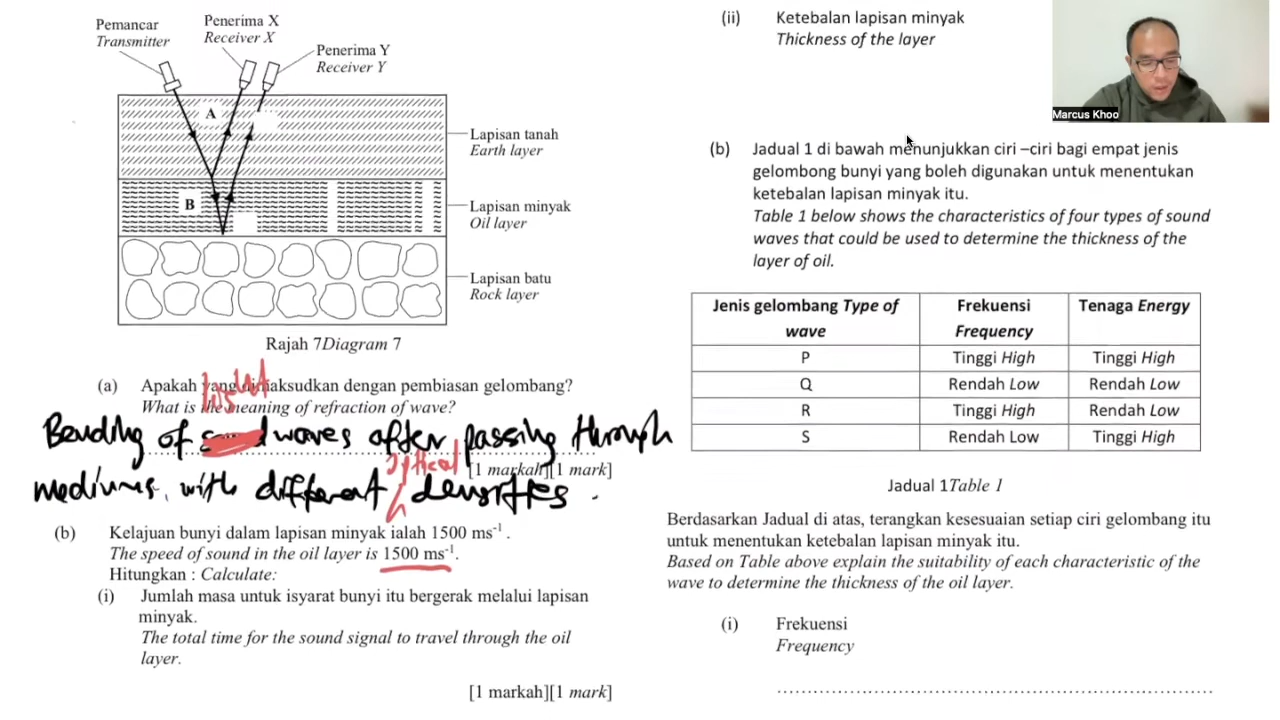 Pemancar
Transmitter
Penerima X
Receiver X
Penerima Y
Receiver Y
A
B
Lapisan tanah
Earth layer
Lapisan minyak
Oil layer
Lapisan batu
Rock layer
Rajah 7Diagram 7
(a) Apakah yang dimaksudkan dengan pembiasan gelombang?
What is the meaning of refraction of wave?
Bending of waves after passing through
[1 markah][1 mark]
optical
mediums, with different densities.
(b) Kelajuan bunyi dalam lapisan minyak ialah 1500 ms-1 .
The speed of sound in the oil layer is 1500 ms-1.
Hitungkan : Calculate:
(i) Jumlah masa untuk isyarat bunyi itu bergerak melalui lapisan
minyak.
The total time for the sound signal to travel through the oil
layer.
[1 markah][1 mark]
(ii) Ketebalan lapisan minyak
Thickness of the layer
Marcus Khoo
(b) Jadual 1 di bawah menunjukkan ciri –ciri bagi empat jenis
gelombang bunyi yang boleh digunakan untuk menentukan
ketebalan lapisan minyak itu.
Table 1 below shows the characteristics of four types of sound
waves that could be used to determine the thickness of the
layer of oil.
Jenis gelombang Type of wave Frekuensi Frequency Tenaga Energy
P Tinggi High Tinggi High
Q Rendah Low Rendah Low
R Tinggi High Rendah Low
S Rendah Low Tinggi High
Jadual 1Table 1
Berdasarkan Jadual di atas, terangkan kesesuaian setiap ciri gelombang itu
untuk menentukan ketebalan lapisan minyak itu.
Based on Table above explain the suitability of each characteristic of the
wave to determine the thickness of the oil layer.
(i) Frekuensi
Frequency